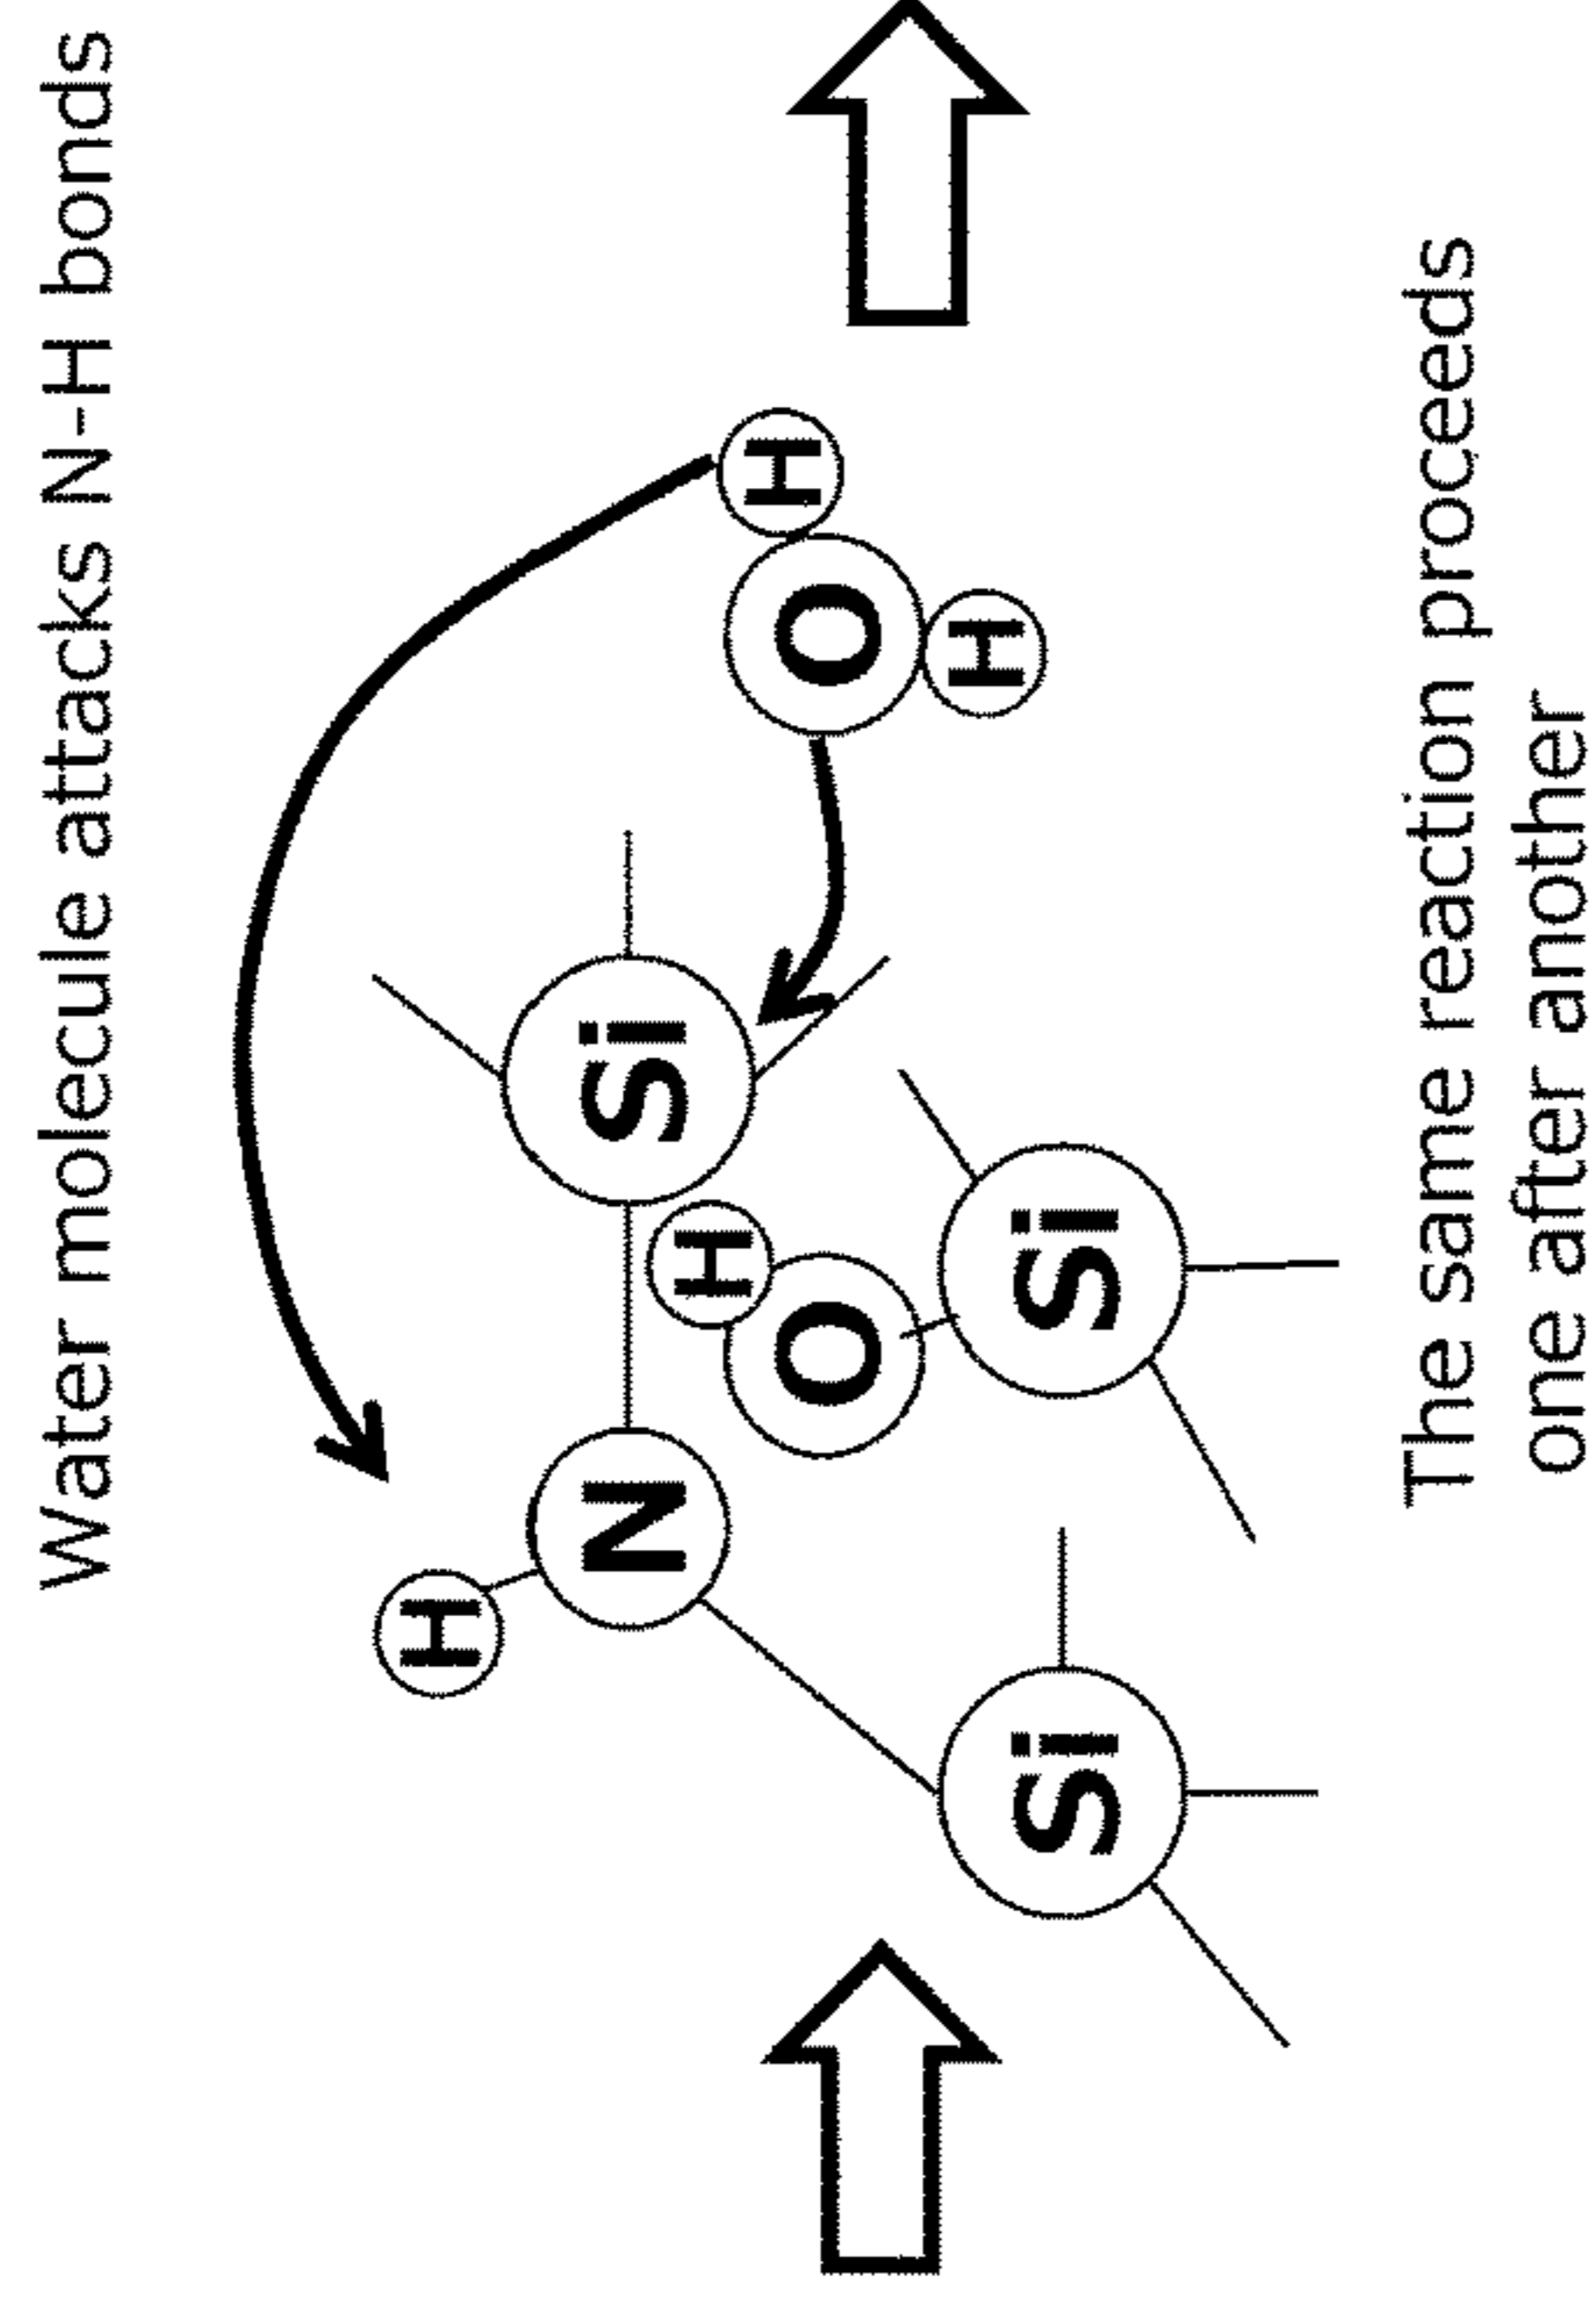 Water molecule attacks N-H bonds
H
N
Si
H
H
O
O
H
Si
Si
The same reaction proceeds
one after another